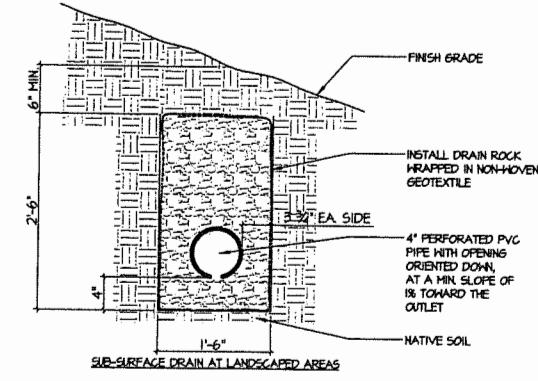 FINISH GRADE
6" MIN.
INSTALL DRAIN ROCK
WRAPPED IN NON-WOVEN
GEOTEXTILE
2'-6"
3 3/4" EA. SIDE
4" PERFORATED PVC
PIPE WITH OPENING
ORIENTED DOWN,
AT A MIN. SLOPE OF
1% TOWARD THE
OUTLET
4"
NATIVE SOIL
1'-6"
SUB-SURFACE DRAIN AT LANDSCAPED AREAS